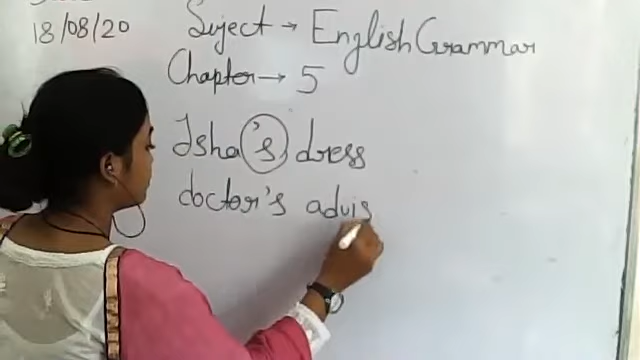 18/08/20
Suject → English Grammar
Chapter → 5
Isha's dress
doctor's advis